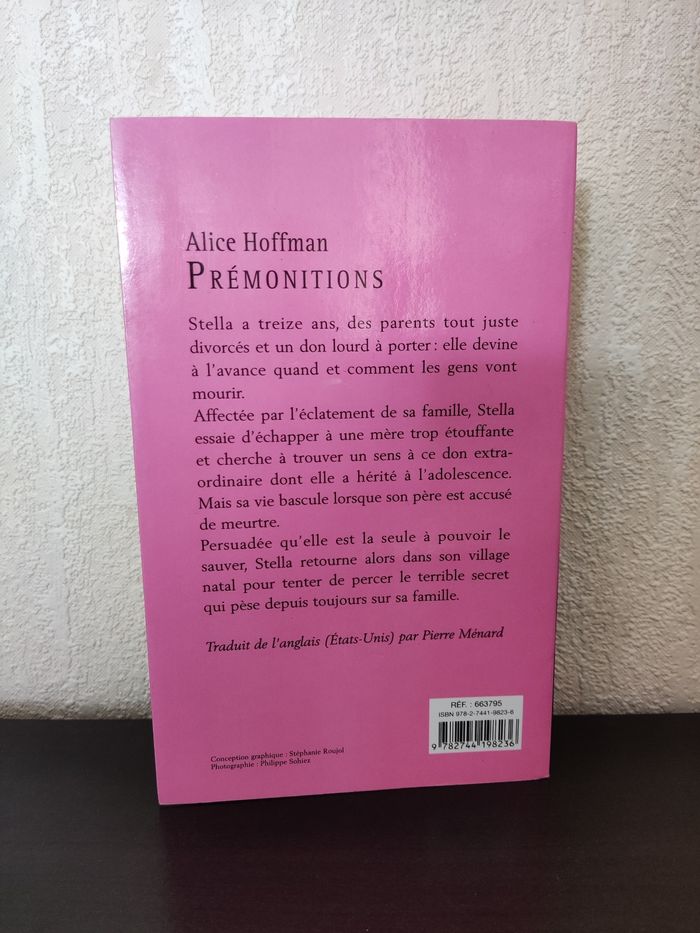 Alice Hoffman
PRÉMONITIONS
Stella a treize ans, des parents tout juste
divorcés et un don lourd à porter : elle devine
à l'avance quand et comment les gens vont
mourir.
Affectée par l'éclatement de sa famille, Stella
essaie d'échapper à une mère trop étouffante
et cherche à trouver un sens à ce don extra-
ordinaire dont elle a hérité à l'adolescence.
Mais sa vie bascule lorsque son père est accusé
de meurtre.
Persuadée qu'elle est la seule à pouvoir le
sauver, Stella retourne alors dans son village
natal pour tenter de percer le terrible secret
qui pèse depuis toujours sur sa famille.
Traduit de l'anglais (États-Unis) par Pierre Ménard
RÉF. : 663795
ISBN 978-2-7441-9823-6
9 782744 198236
Conception graphique : Stéphanie Roujol
Photographie : Philippe Sohiez